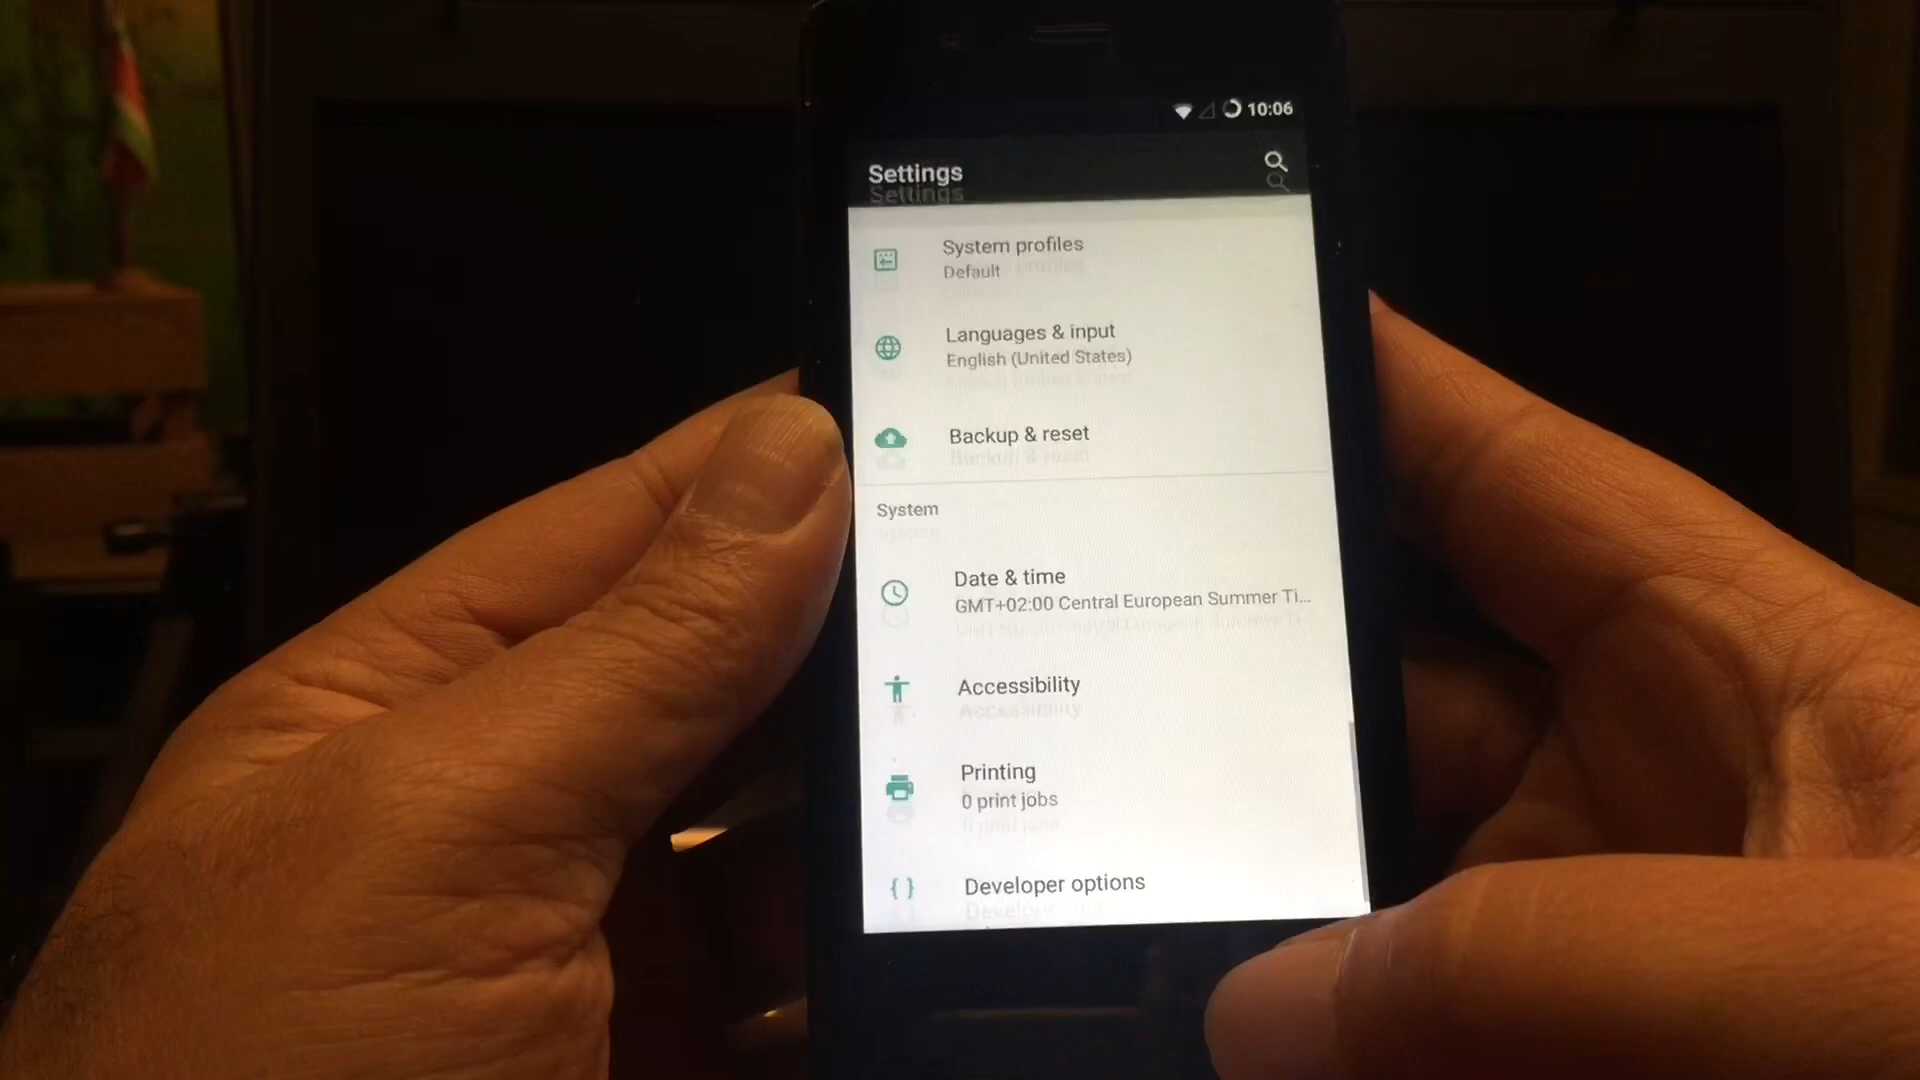 10:06
Settings
System profiles
Default
Languages & input
English (United States)
Backup & reset
System
Date & time
GMT+02:00 Central European Summer Ti...
Accessibility
Printing
0 print jobs
{ } Developer options